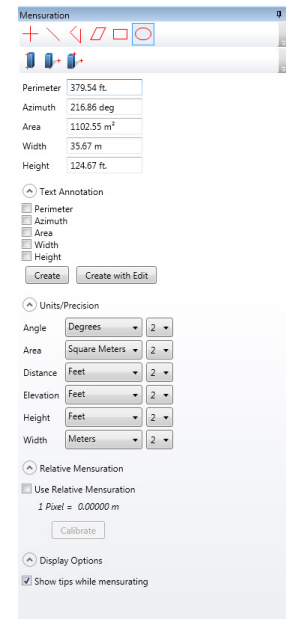 Mensuration
Perimeter 379.54 ft.
Azimuth 216.86 deg
Area 1102.55 m²
Width 35.67 m
Height 124.67 ft.
Text Annotation
Perimeter
Azimuth
Area
Width
Height
Create Create with Edit
Units/Precision
Angle Degrees 2
Area Square Meters 2
Distance Feet 2
Elevation Feet 2
Height Feet 2
Width Meters 2
Relative Mensuration
Use Relative Mensuration
1 Pixel = 0.00000 m
Calibrate
Display Options
Show tips while mensurating